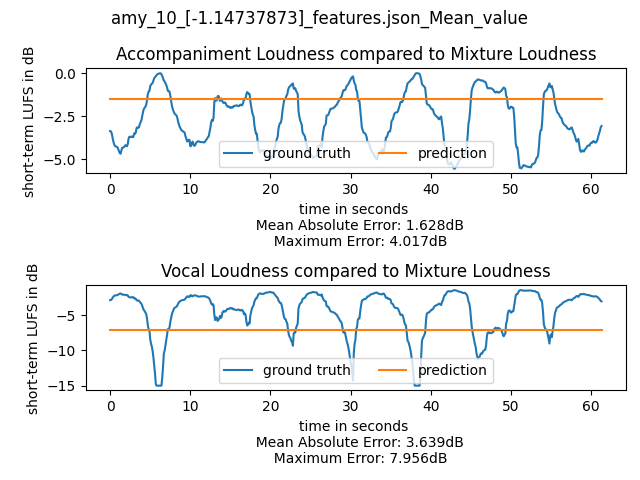 amy_10_[-1.14737873]_features.json_Mean_value
Accompaniment Loudness compared to Mixture Loudness
short-term LUFS in dB
0.0
−2.5
−5.0
ground truth
prediction
0 10 20 30 40 50 60
time in seconds
Mean Absolute Error: 1.628dB
Maximum Error: 4.017dB
Vocal Loudness compared to Mixture Loudness
short-term LUFS in dB
−5
−10
−15
ground truth
prediction
0 10 20 30 40 50 60
time in seconds
Mean Absolute Error: 3.639dB
Maximum Error: 7.956dB